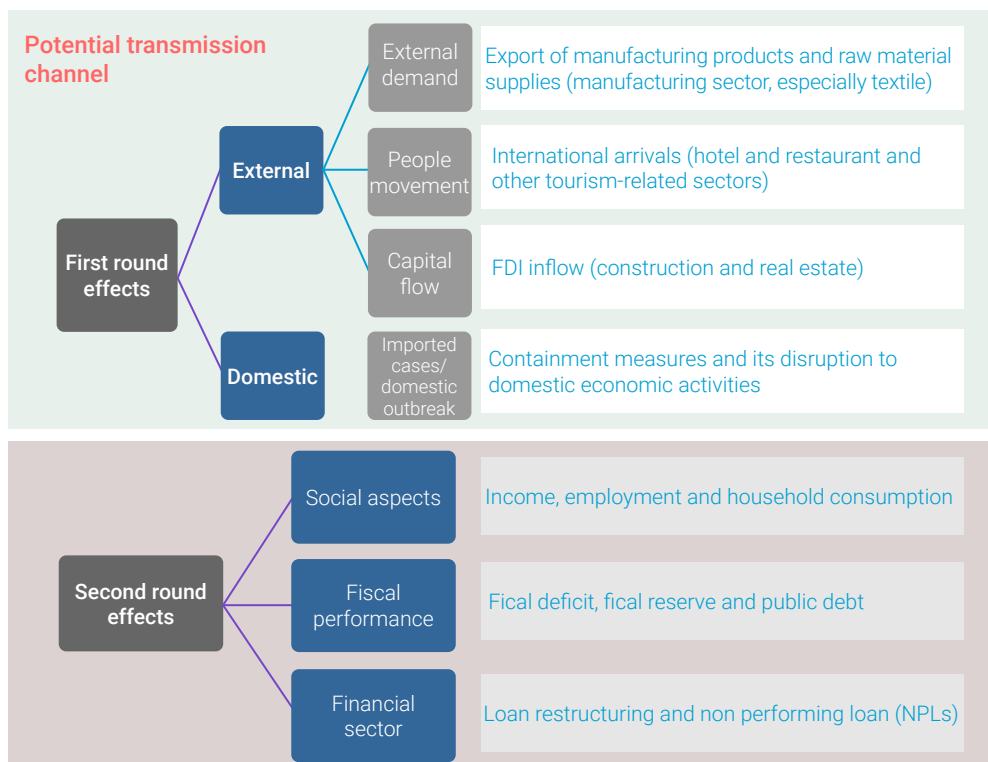 Potential transmission
channel
External
demand
Export of manufacturing products and raw material
supplies (manufacturing sector, especially textile)
External
People
movement
International arrivals (hotel and restaurant and
other tourism-related sectors)
First round
effects
Capital
flow
FDI inflow (construction and real estate)
Domestic
Imported
cases/
domestic
outbreak
Containment measures and its disruption to
domestic economic activities
Social aspects
Income, employment and household consumption
Second round
effects
Fiscal
performance
Fical deficit, fical reserve and public debt
Financial
sector
Loan restructuring and non performing loan (NPLs)